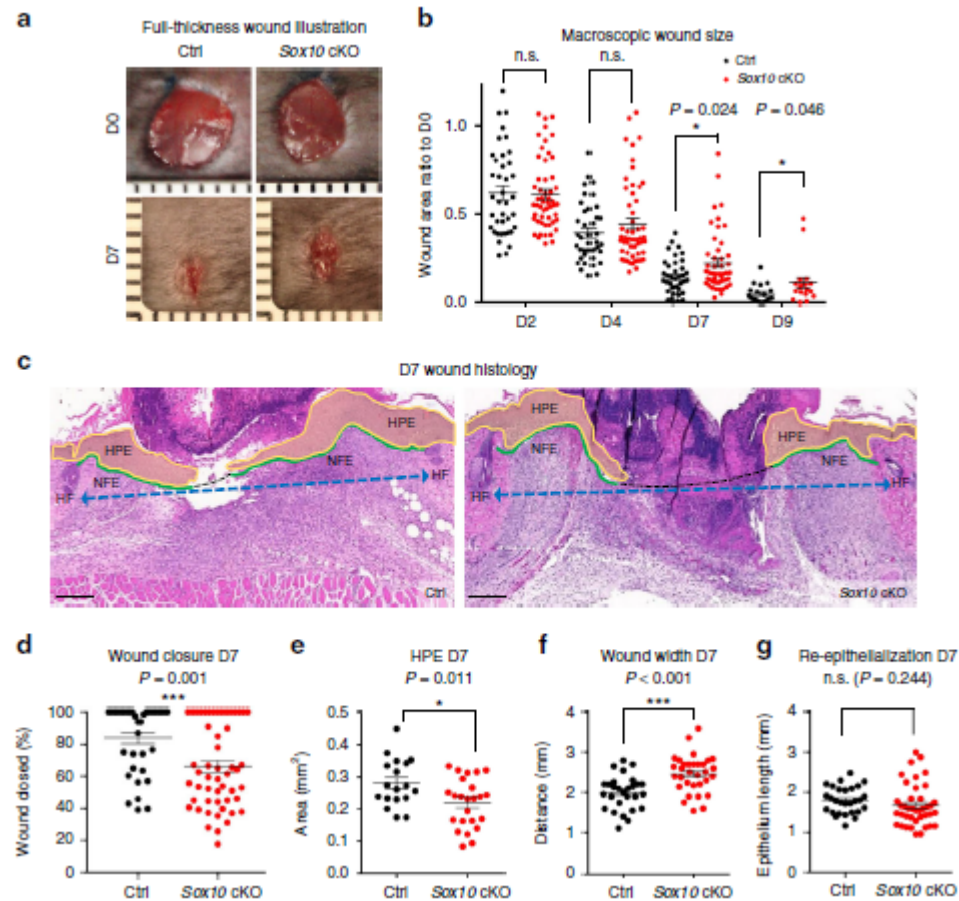 a
Full-thickness wound illustration
Ctrl Sox10 cKO
D0
D7
b
Macroscopic wound size
Ctrl
Sox10 cKO
n.s. n.s.
P = 0.024 P = 0.046
* *
Wound area ratio to D0
1.0
0.5
0.0
D2 D4 D7 D9
c
D7 wound histology
HPE HPE
NFE NFE
HF HF
Ctrl
HPE HPE
NFE NFE
HF HF
Sox10 cKO
d
Wound closure D7
P = 0.001
***
Wound closed (%)
100
80
60
40
20
0
Ctrl Sox10 cKO
e
HPE D7
P = 0.011
*
Area (mm2)
0.5
0.4
0.3
0.2
0.1
0.0
Ctrl Sox10 cKO
f
Wound width D7
P < 0.001
***
Distance (mm)
4
3
2
1
0
Ctrl Sox10 cKO
g
Re-epithelialization D7
n.s. (P = 0.244)
Epithelium length (mm)
4
3
2
1
0
Ctrl Sox10 cKO